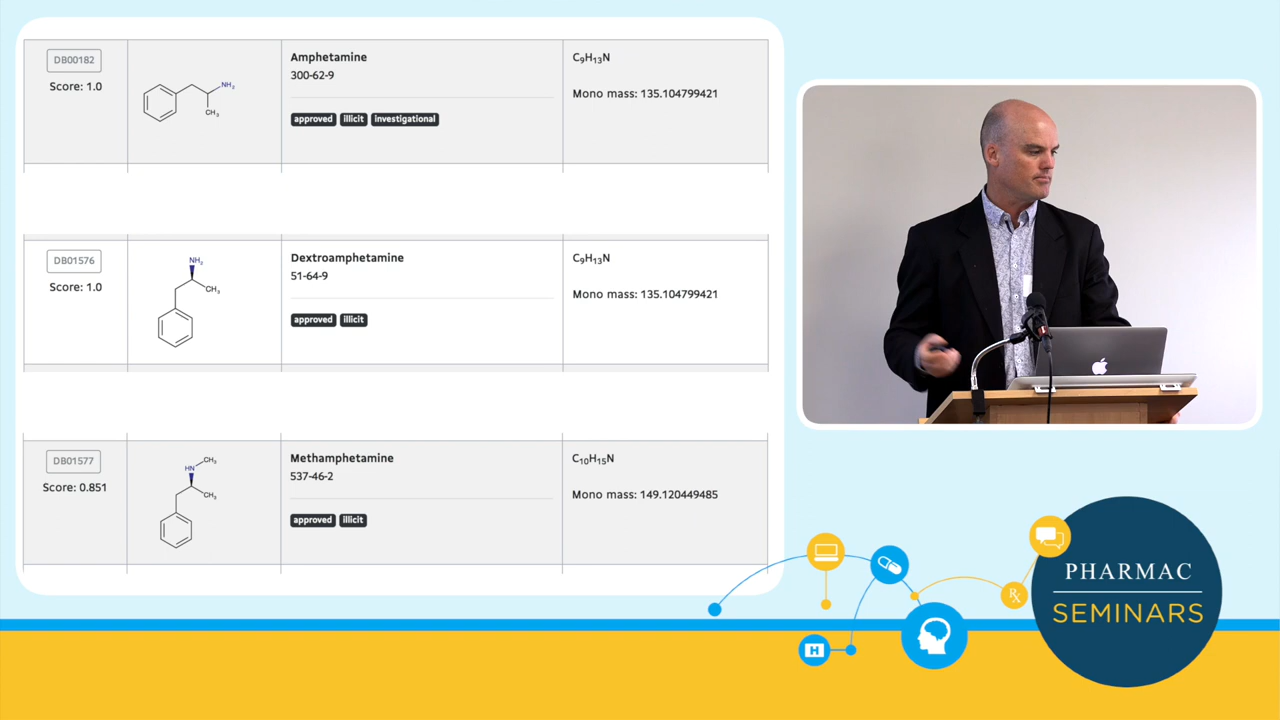 DB00182
Score: 1.0
NH₂
CH₃
Amphetamine
300-62-9
approved illicit investigational
C₉H₁₃N
Mono mass: 135.104799421
DB01576
Score: 1.0
NH₂
CH₃
Dextroamphetamine
51-64-9
approved illicit
C₉H₁₃N
Mono mass: 135.104799421
DB01577
Score: 0.851
CH₃
HN
CH₃
Methamphetamine
537-46-2
approved illicit
C₁₀H₁₅N
Mono mass: 149.120449485
H
Rx
PHARMAC
SEMINARS